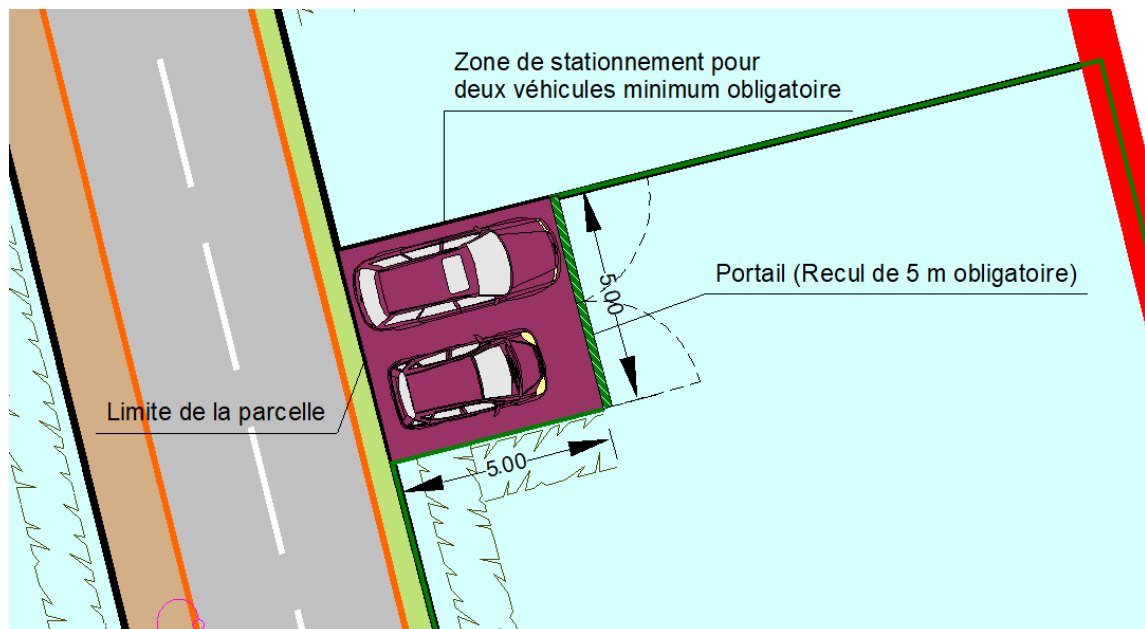 Zone de stationnement pour
deux véhicules minimum obligatoire
Portail (Recul de 5 m obligatoire)
5.00
Limite de la parcelle
5.00